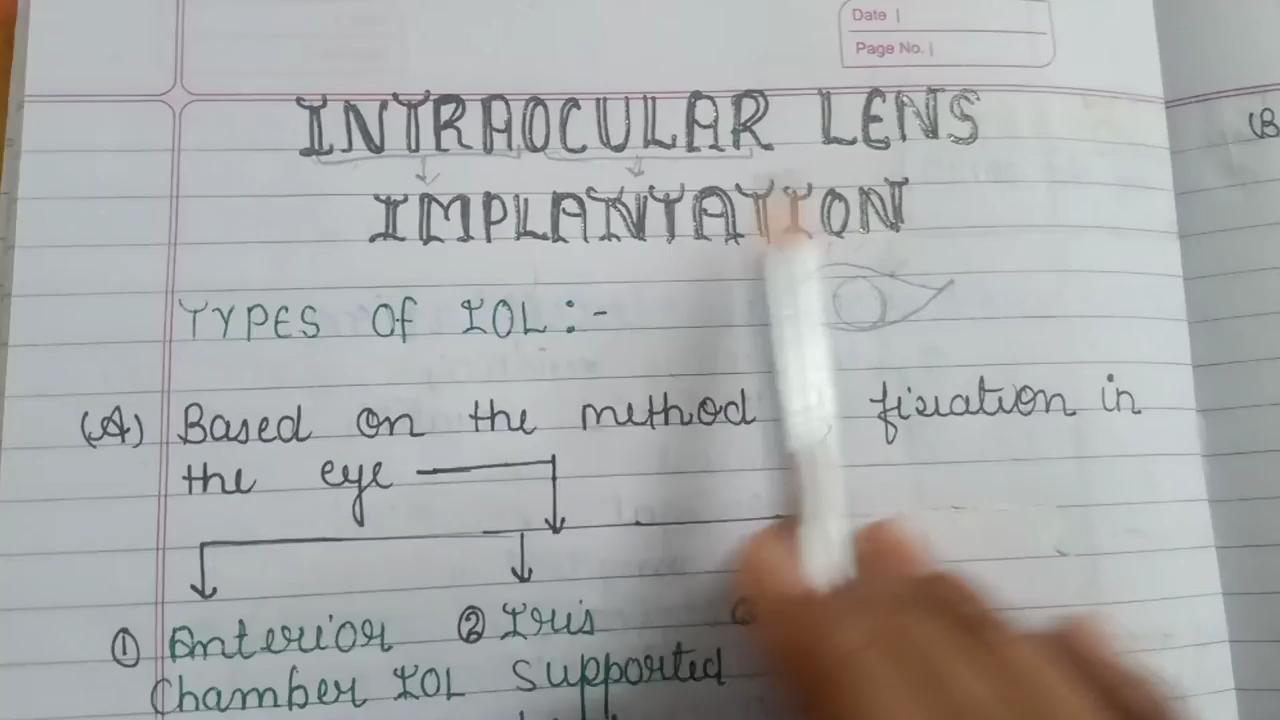 Date |
Page No. |
INTRAOCULAR LENS
(B
IMPLANTATION
TYPES Of IOL :-
(A) Based on the method fixation in
the eye
① Anterior ② Iris
Chamber IOL supported